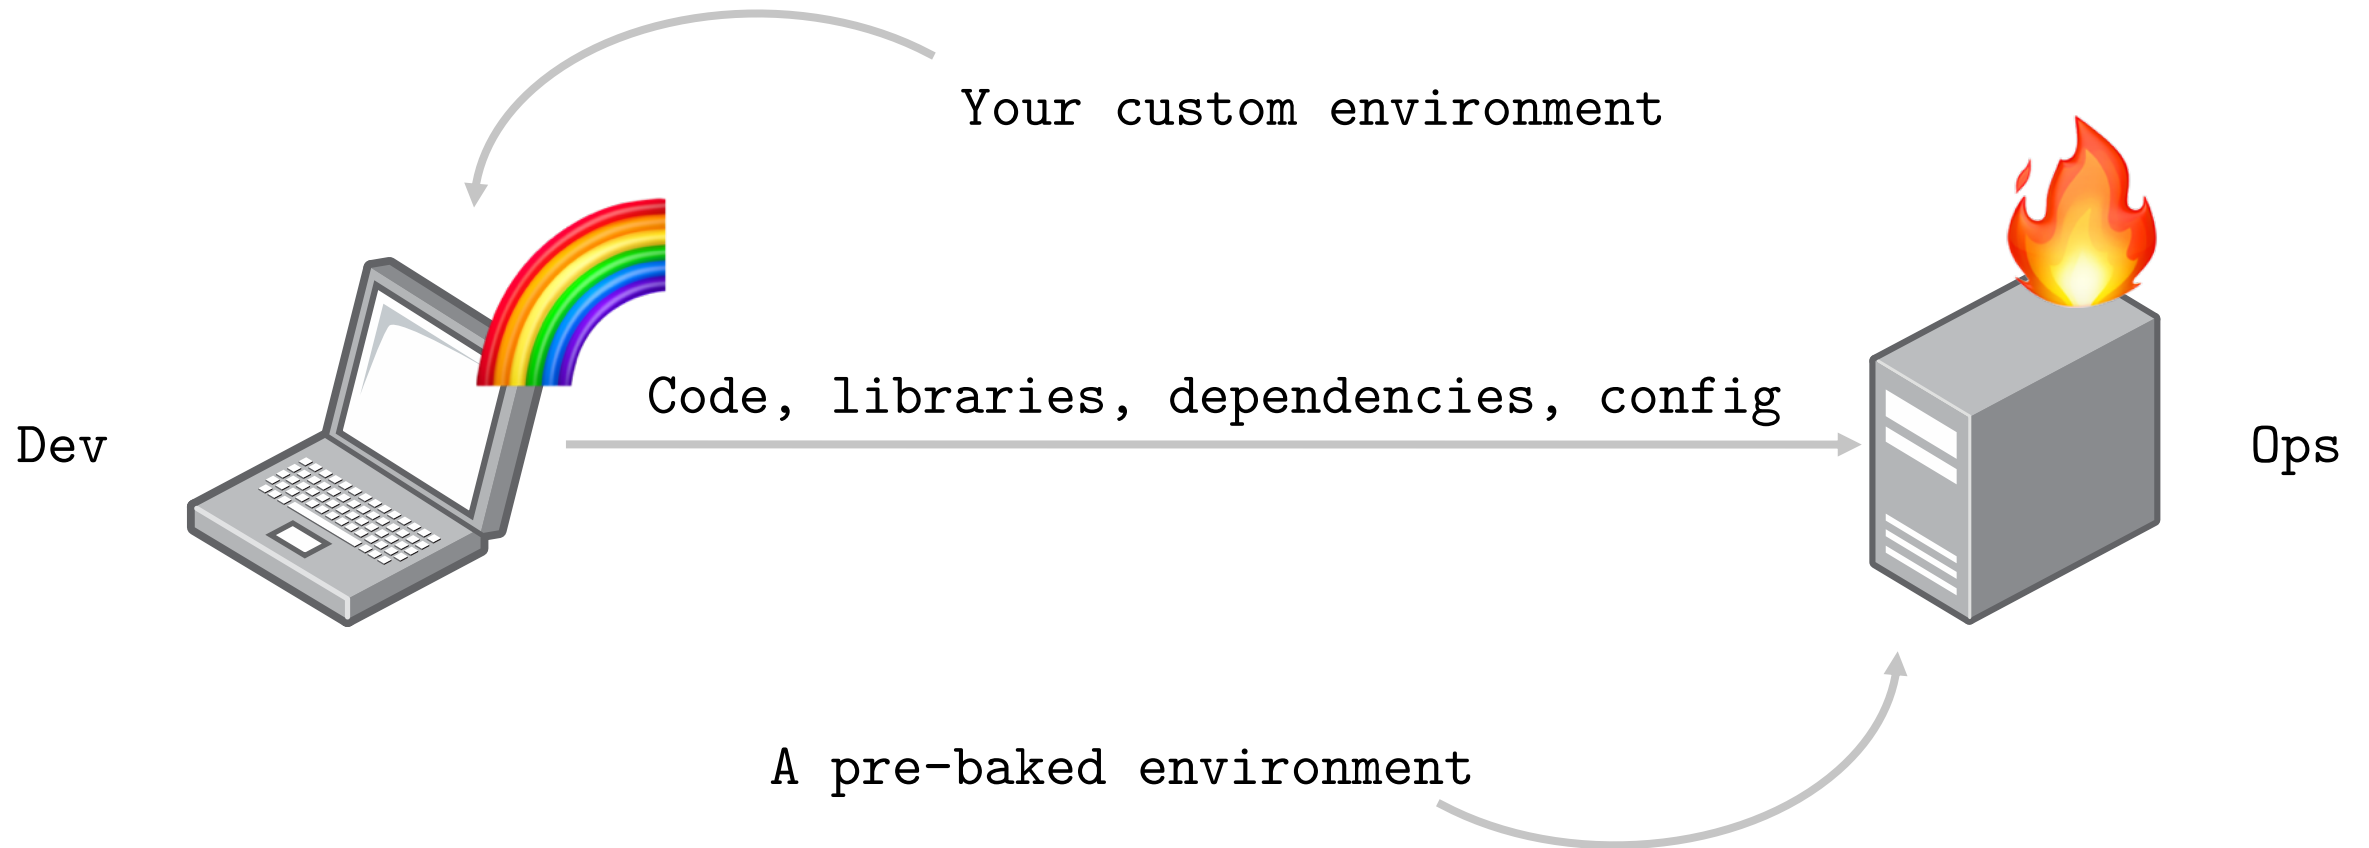 Your custom environment
Code, libraries, dependencies, config
Dev
Ops
A pre-baked environment